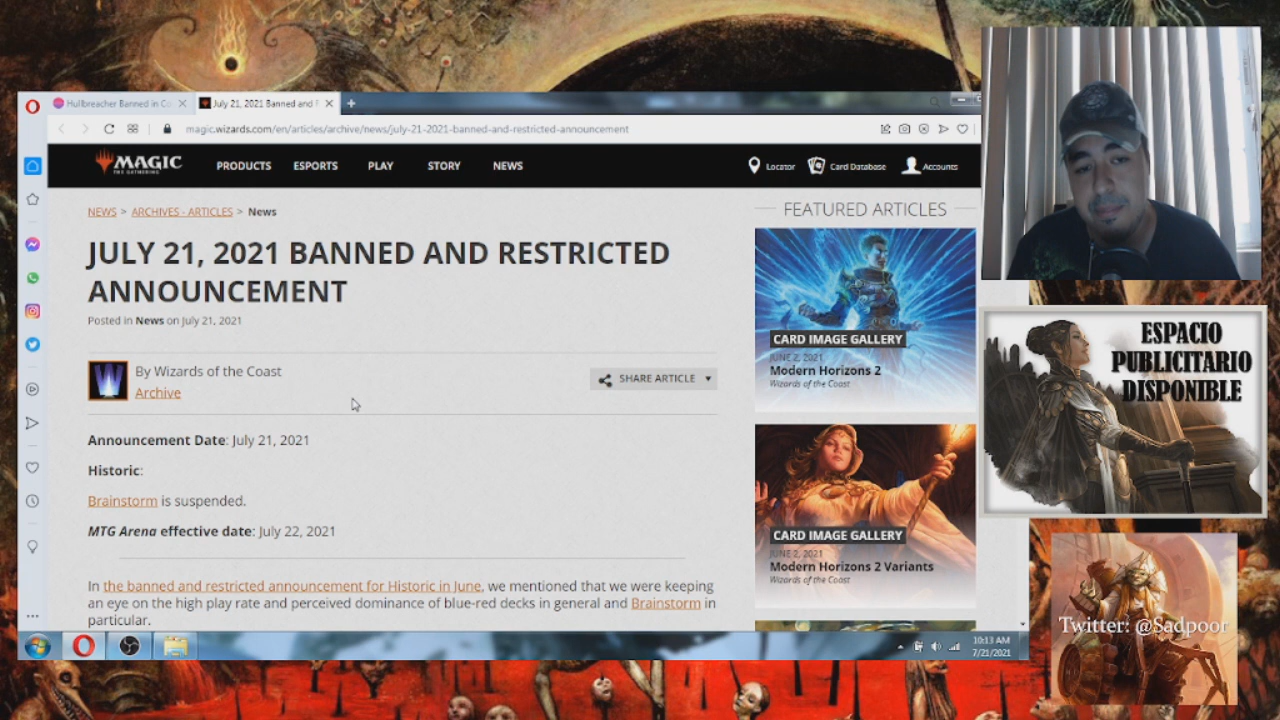 Hullbreacher Banned in Co
July 21, 2021 Banned and R
magic.wizards.com/en/articles/archive/news/july-21-2021-banned-and-restricted-announcement
MAGIC
THE GATHERING
PRODUCTS
ESPORTS
PLAY
STORY
NEWS
Locator
Card Database
Accounts
NEWS > ARCHIVES - ARTICLES > News
JULY 21, 2021 BANNED AND RESTRICTED
ANNOUNCEMENT
Posted in News on July 21, 2021
By Wizards of the Coast
Archive
SHARE ARTICLE
Announcement Date: July 21, 2021
Historic:
Brainstorm is suspended.
MTG Arena effective date: July 22, 2021
In the banned and restricted announcement for Historic in June, we mentioned that we were keeping
an eye on the high play rate and perceived dominance of blue-red decks in general and Brainstorm in
particular.
FEATURED ARTICLES
CARD IMAGE GALLERY
JUNE 2, 2021
Modern Horizons 2
Wizards of the Coast
CARD IMAGE GALLERY
JUNE 2, 2021
Modern Horizons 2 Variants
Wizards of the Coast
10:13 AM
7/21/2021
ESPACIO
PUBLICITARIO
DISPONIBLE
Twitter: @Sadpoor